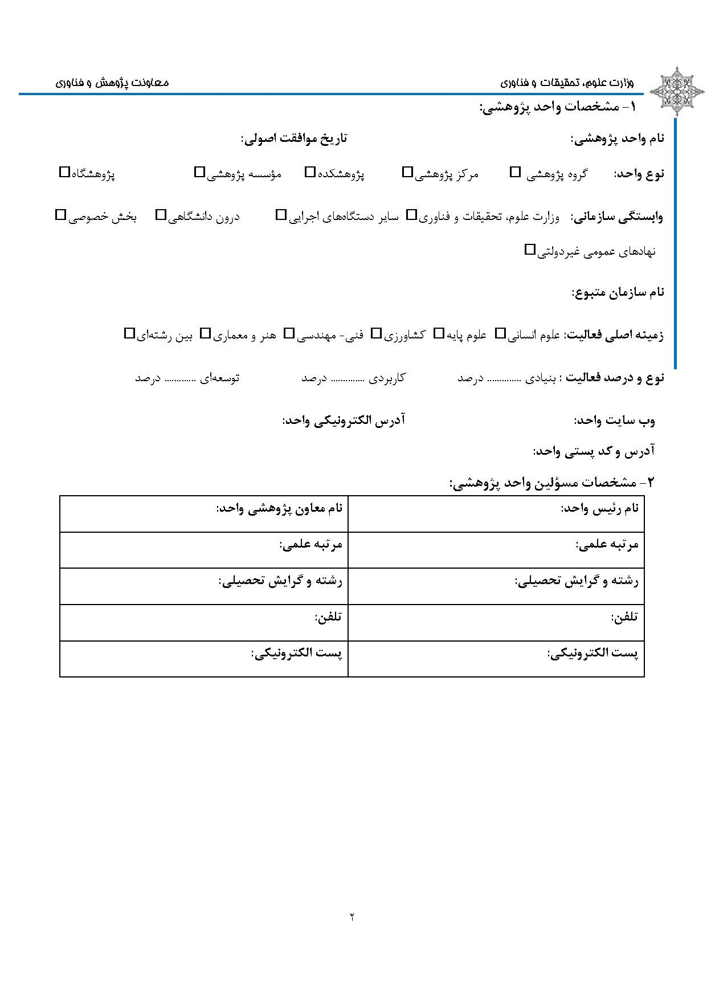 وزارت علوم، تحقیقات و فناوری معاونت پژوهش و فناوری
۱- مشخصات واحد پژوهشی:
نام واحد پژوهشی: تاریخ موافقت اصولی:
نوع واحد: گروه پژوهشی □ مرکز پژوهشی□ پژوهشکده□ مؤسسه پژوهشی□ پژوهشگاه□
وابستگی سازمانی: وزارت علوم، تحقیقات و فناوری□ سایر دستگاه‌های اجرایی□ درون دانشگاهی□ بخش خصوصی□
نهادهای عمومی غیردولتی□
نام سازمان متبوع:
زمینه اصلی فعالیت: علوم انسانی□ علوم پایه□ کشاورزی□ فنی- مهندسی□ هنر و معماری□ بین رشته‌ای□
نوع و درصد فعالیت : بنیادی .............. درصد کاربردی .............. درصد توسعه‌ای ............. درصد
وب سایت واحد: آدرس الکترونیکی واحد:
آدرس و کد پستی واحد:
۲- مشخصات مسؤلین واحد پژوهشی:
نام رئیس واحد: نام معاون پژوهشی واحد:
مرتبه علمی: مرتبه علمی:
رشته و گرایش تحصیلی: رشته و گرایش تحصیلی:
تلفن: تلفن:
پست الکترونیکی: پست الکترونیکی:
۲